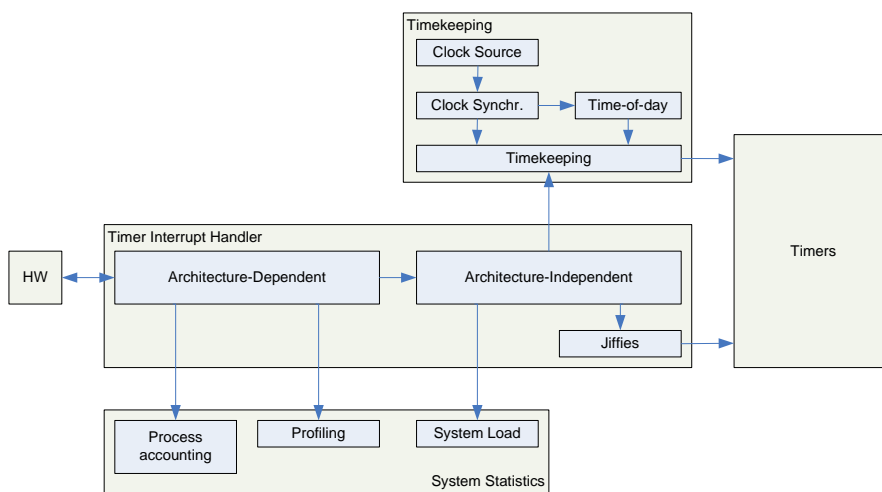 Timekeeping
Clock Source
Clock Synchr.
Time-of-day
Timekeeping
Timer Interrupt Handler
HW
Architecture-Dependent
Architecture-Independent
Timers
Jiffies
Process
accounting
Profiling
System Load
System Statistics